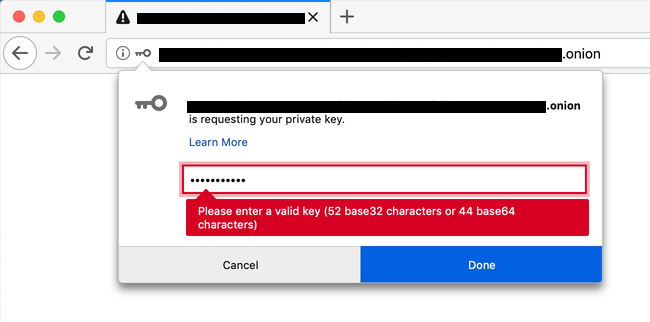 .onion
.onion
is requesting your private key.
Learn More
•••••••••••
Please enter a valid key (52 base32 characters or 44 base64
characters)
Cancel
Done